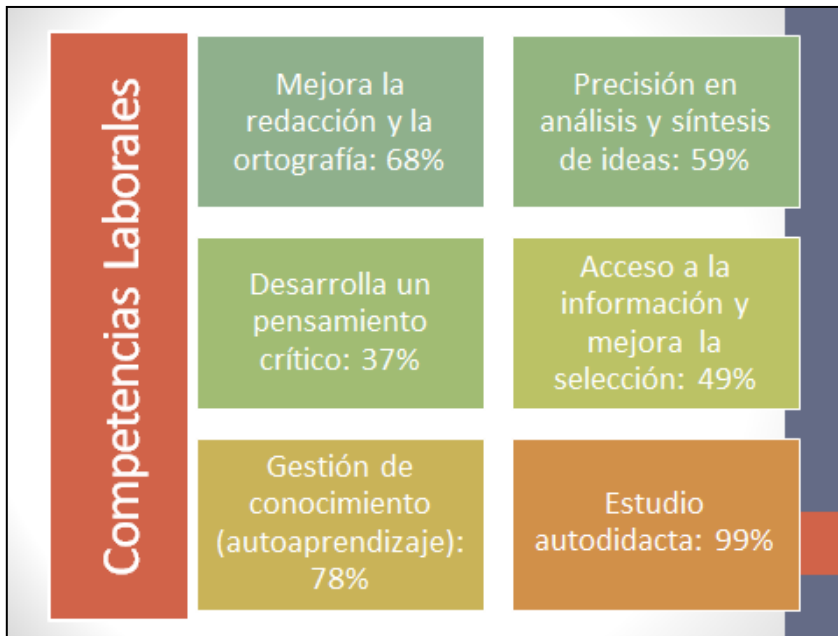 Competencias Laborales
Mejora la
redacción y la
ortografía: 68%
Precisión en
análisis y síntesis
de ideas: 59%
Desarrolla un
pensamiento
crítico: 37%
Acceso a la
información y
mejora la
selección: 49%
Gestión de
conocimiento
(autoaprendizaje):
78%
Estudio
autodidacta: 99%